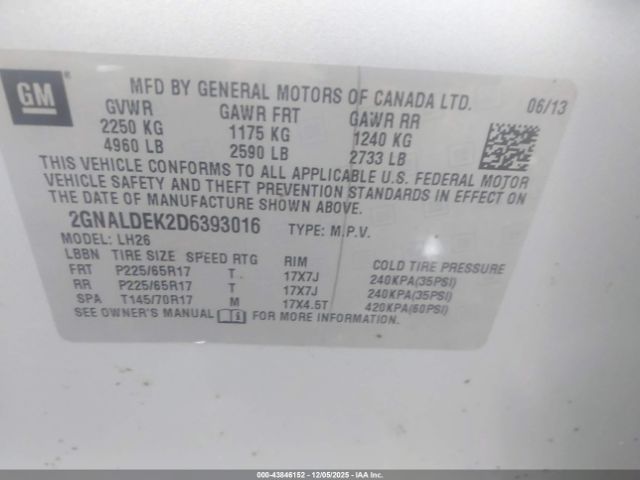 GM
®
MFD BY GENERAL MOTORS OF CANADA LTD. 06/13
GVWR GAWR FRT GAWR RR
2250 KG 1175 KG 1240 KG
4960 LB 2590 LB 2733 LB
THIS VEHICLE CONFORMS TO ALL APPLICABLE U.S. FEDERAL MOTOR
VEHICLE SAFETY AND THEFT PREVENTION STANDARDS IN EFFECT ON
THE DATE OF MANUFACTURE SHOWN ABOVE.
2GNALDEK2D6393016 TYPE: M.P.V.
MODEL: LH26
LBBN TIRE SIZE SPEED RTG RIM COLD TIRE PRESSURE
FRT P225/65R17 T 17X7J 240KPA(35PSI)
RR P225/65R17 T 17X7J 240KPA(35PSI)
SPA T145/70R17 M 17X4.5T 420KPA(60PSI)
SEE OWNER'S MANUAL FOR MORE INFORMATION.
000-43846152 - 12/05/2025 - IAAI.CA